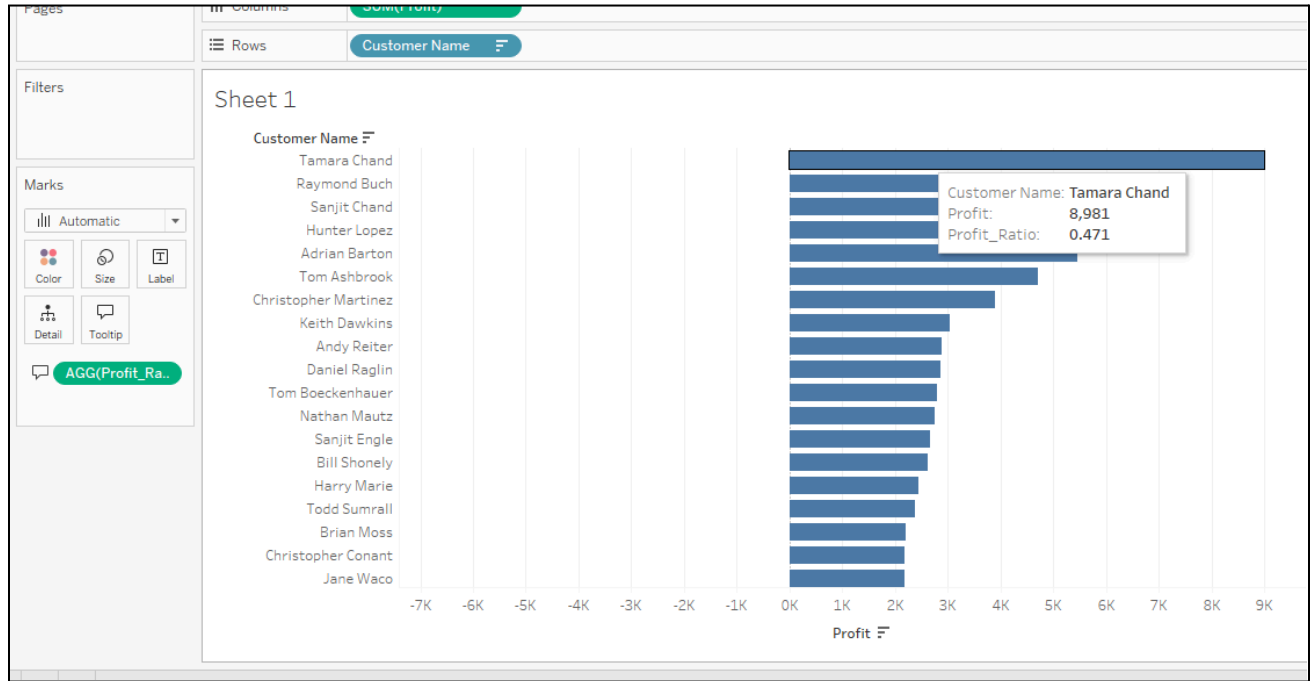 Pages
Columns SUM(Profit)
Rows Customer Name
Filters
Sheet 1
Customer Name
Tamara Chand
Raymond Buch
Sanjit Chand
Hunter Lopez
Adrian Barton
Tom Ashbrook
Christopher Martinez
Keith Dawkins
Andy Reiter
Daniel Raglin
Tom Boeckenhauer
Nathan Mautz
Sanjit Engle
Bill Shonely
Harry Marie
Todd Sumrall
Brian Moss
Christopher Conant
Jane Waco
Customer Name: Tamara Chand
Profit: 8,981
Profit_Ratio: 0.471
-7K -6K -5K -4K -3K -2K -1K 0K 1K 2K 3K 4K 5K 6K 7K 8K 9K
Profit
Marks
Automatic
Color Size Label
Detail Tooltip
AGG(Profit_Ra..